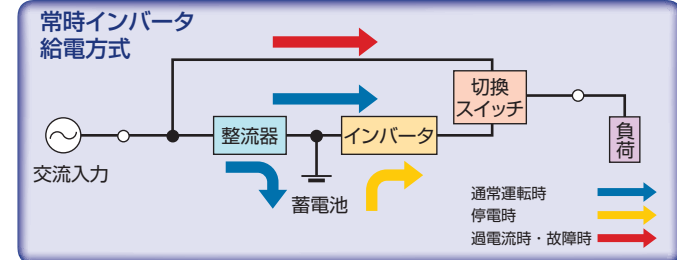 常時インバータ
給電方式
切換
スイッチ
整流器
インバータ
負荷
交流入力
蓄電池
通常運転時
停電時
過電流時・故障時